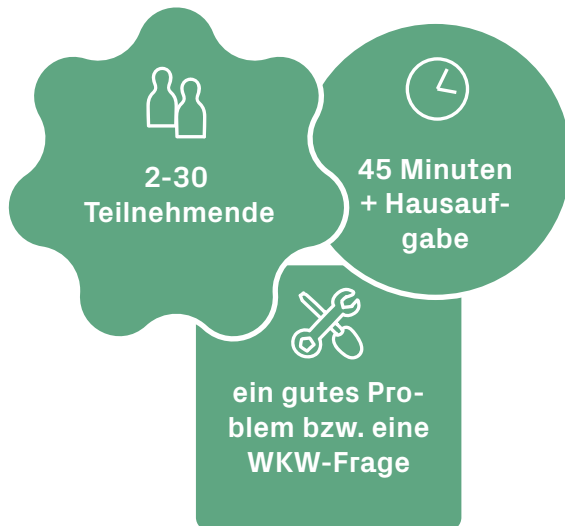 2-30
Teilnehmende
45 Minuten
+ Hausauf-
gabe
ein gutes Pro-
blem bzw. eine
WKW-Frage